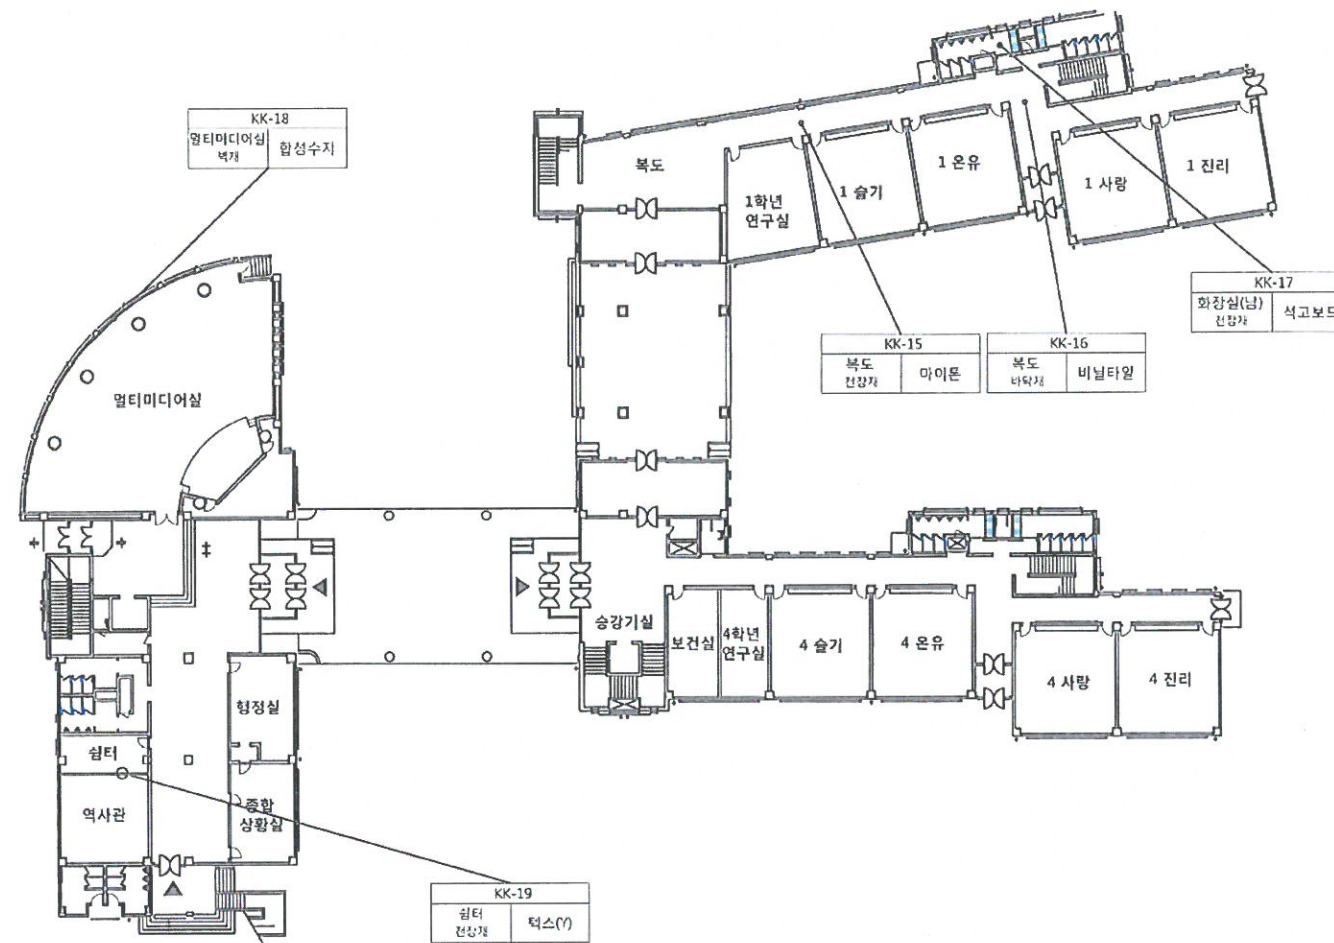 KK-18
멀티미디어실
벽재
합성수지
복도
1학년
연구실
1 슬기
1 온유
1 사랑
1 진리
KK-17
화장실(남)
천장재
석고보드
KK-15
복도
천장재
마이톤
KK-16
복도
바닥재
비닐타일
멀티미디어실
승강기실
보건실
4학년
연구실
4 슬기
4 온유
4 사랑
4 진리
행정실
쉼터
역사관
종합
상황실
KK-19
쉼터
천장재
텍스(Y)